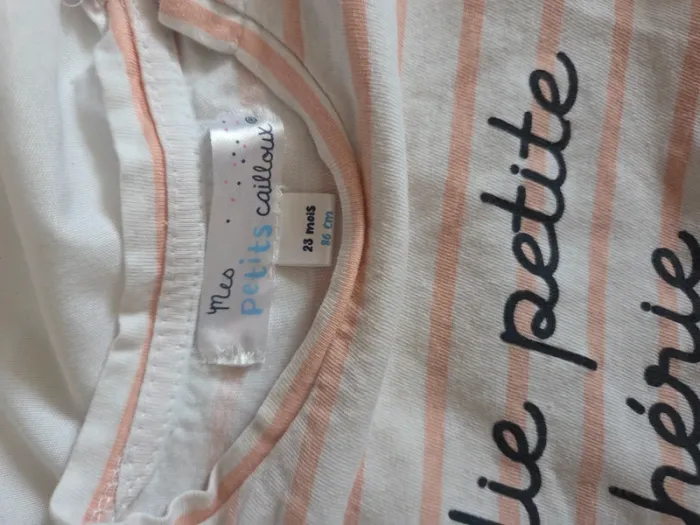 Mes
petits
cailloux®
23 mois
86 cm
lie petite
hérie